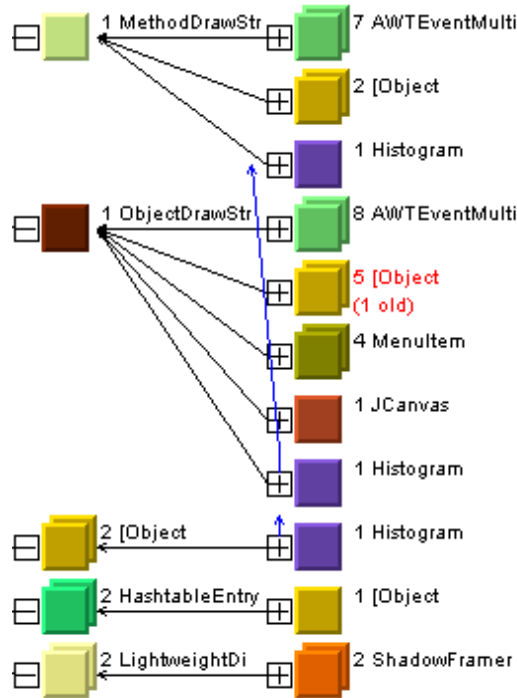 1 MethodDrawStr 7 AWTEventMulti
2 [Object
1 Histogram
1 ObjectDrawStr 8 AWTEventMulti
5 [Object
(1 old)
4 MenuItem
1 JCanvas
1 Histogram
2 [Object 1 Histogram
2 HashtableEntry 1 [Object
2 LightweightDi 2 ShadowFramer